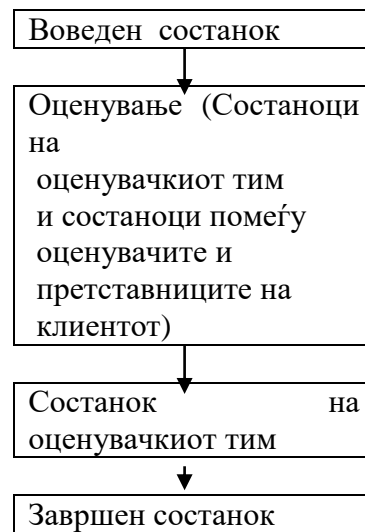 Воведен состанок
Оценување (Состаноци
на
оценувачкиот тим
и состаноци помеѓу
оценувачите и
претставниците на
клиентот)
Состанок на
оценувачкиот тим
Завршен состанок